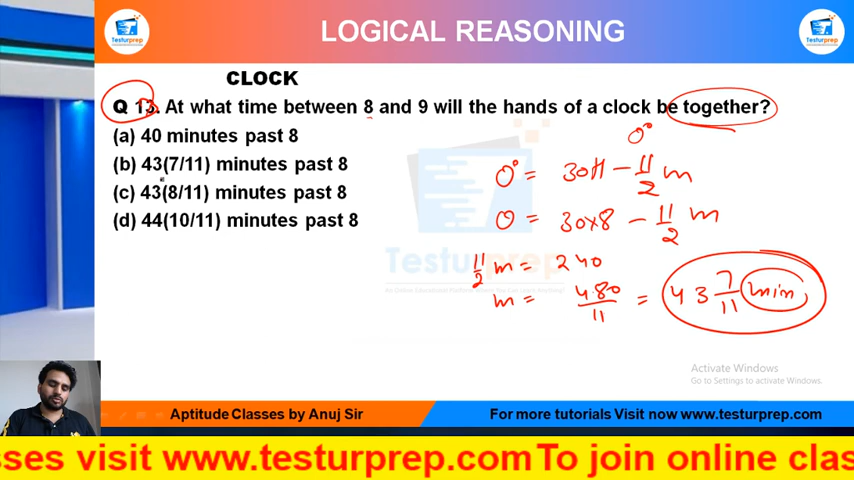 Testurprep
LOGICAL REASONING
Testurprep
CLOCK
Q 13. At what time between 8 and 9 will the hands of a clock be together?
(a) 40 minutes past 8
(b) 43(7/11) minutes past 8
(c) 43(8/11) minutes past 8
(d) 44(10/11) minutes past 8
0°
0° = 30H - 11/2 m
0 = 30x8 - 11/2 m
11/2 m = 240
m = 480/11 = 43 7/11 min
Testurprep
Activate Windows
Go to Settings to activate Windows.
Aptitude Classes by Anuj Sir
For more tutorials Visit now www.testurprep.com
sses visit www.testurprep.com To join online clas